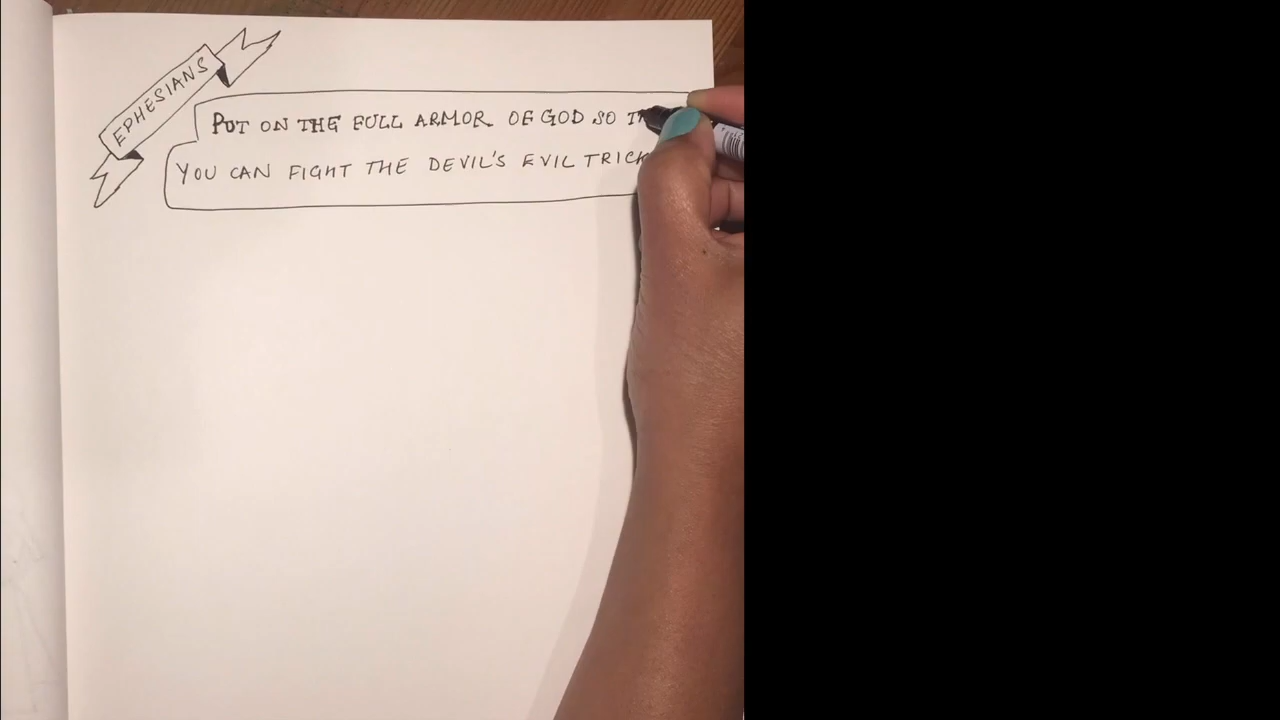 EPHESIANS
PUT ON THE FULL ARMOR OF GOD SO
YOU CAN FIGHT THE DEVIL'S EVIL